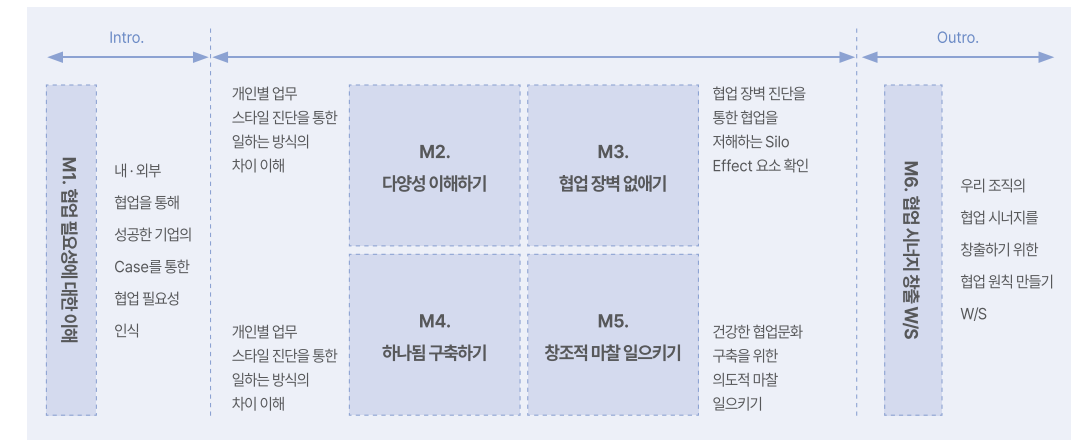 Intro.
Outro.
M1. 협업 필요성에 대한 이해
내 · 외부
협업을 통해
성공한 기업의
Case를 통한
협업 필요성
인식
개인별 업무
스타일 진단을 통한
일하는 방식의
차이 이해
M2.
다양성 이해하기
M3.
협업 장벽 없애기
협업 장벽 진단을
통한 협업을
저해하는 Silo
Effect 요소 확인
개인별 업무
스타일 진단을 통한
일하는 방식의
차이 이해
M4.
하나됨 구축하기
M5.
창조적 마찰 일으키기
건강한 협업문화
구축을 위한
의도적 마찰
일으키기
M6. 협업 시너지 창출 W/S
우리 조직의
협업 시너지를
창출하기 위한
협업 원칙 만들기
W/S